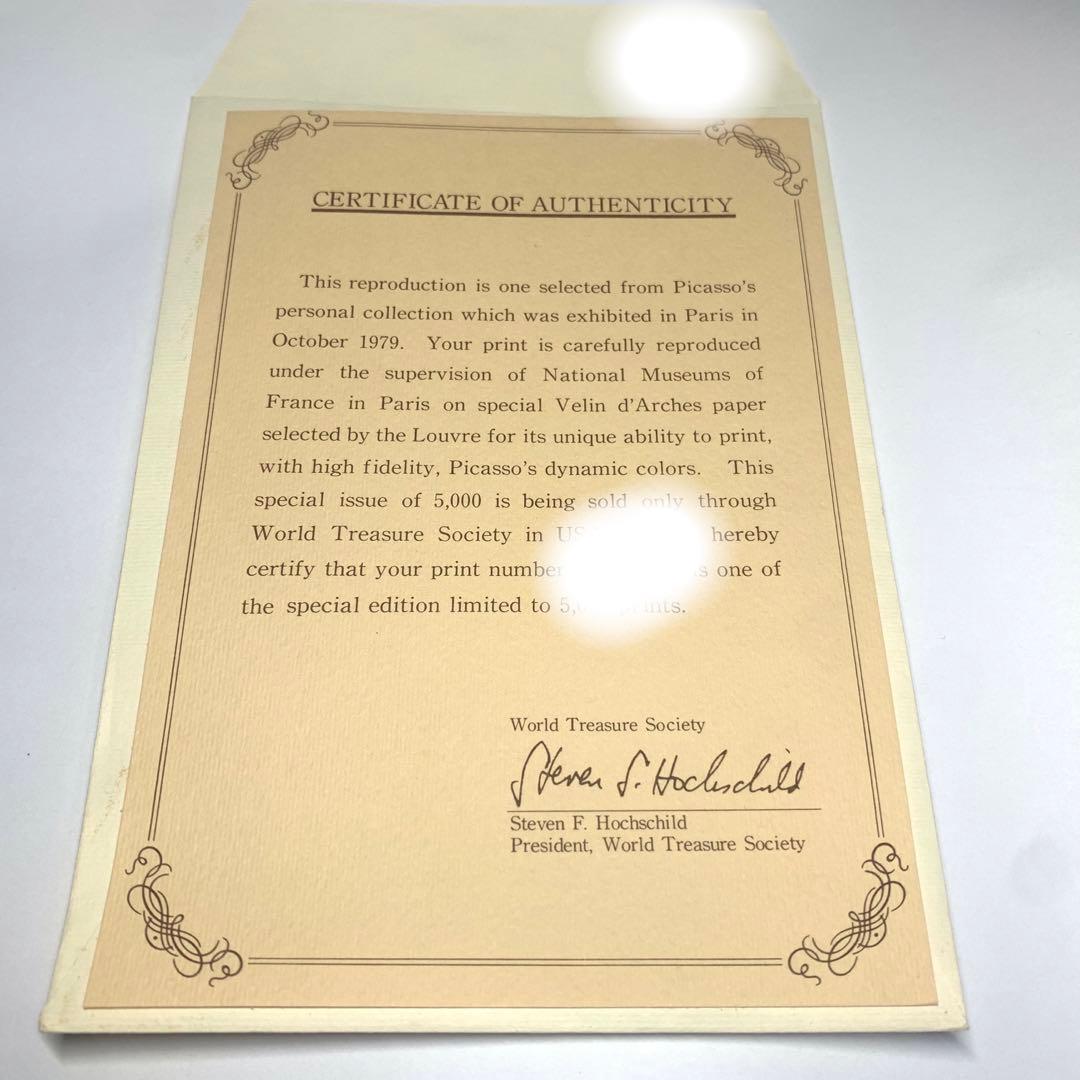 CERTIFICATE OF AUTHENTICITY
This reproduction is one selected from Picasso's
personal collection which was exhibited in Paris in
October 1979. Your print is carefully reproduced
under the supervision of National Museums of
France in Paris on special Velin d'Arches paper
selected by the Louvre for its unique ability to print,
with high fidelity, Picasso's dynamic colors. This
special issue of 5,000 is being sold only through
World Treasure Society in hereby
certify that your print number one of
the special edition limited to prints.
World Treasure Society
Steven F. Hochschild
Steven F. Hochschild
President, World Treasure Society